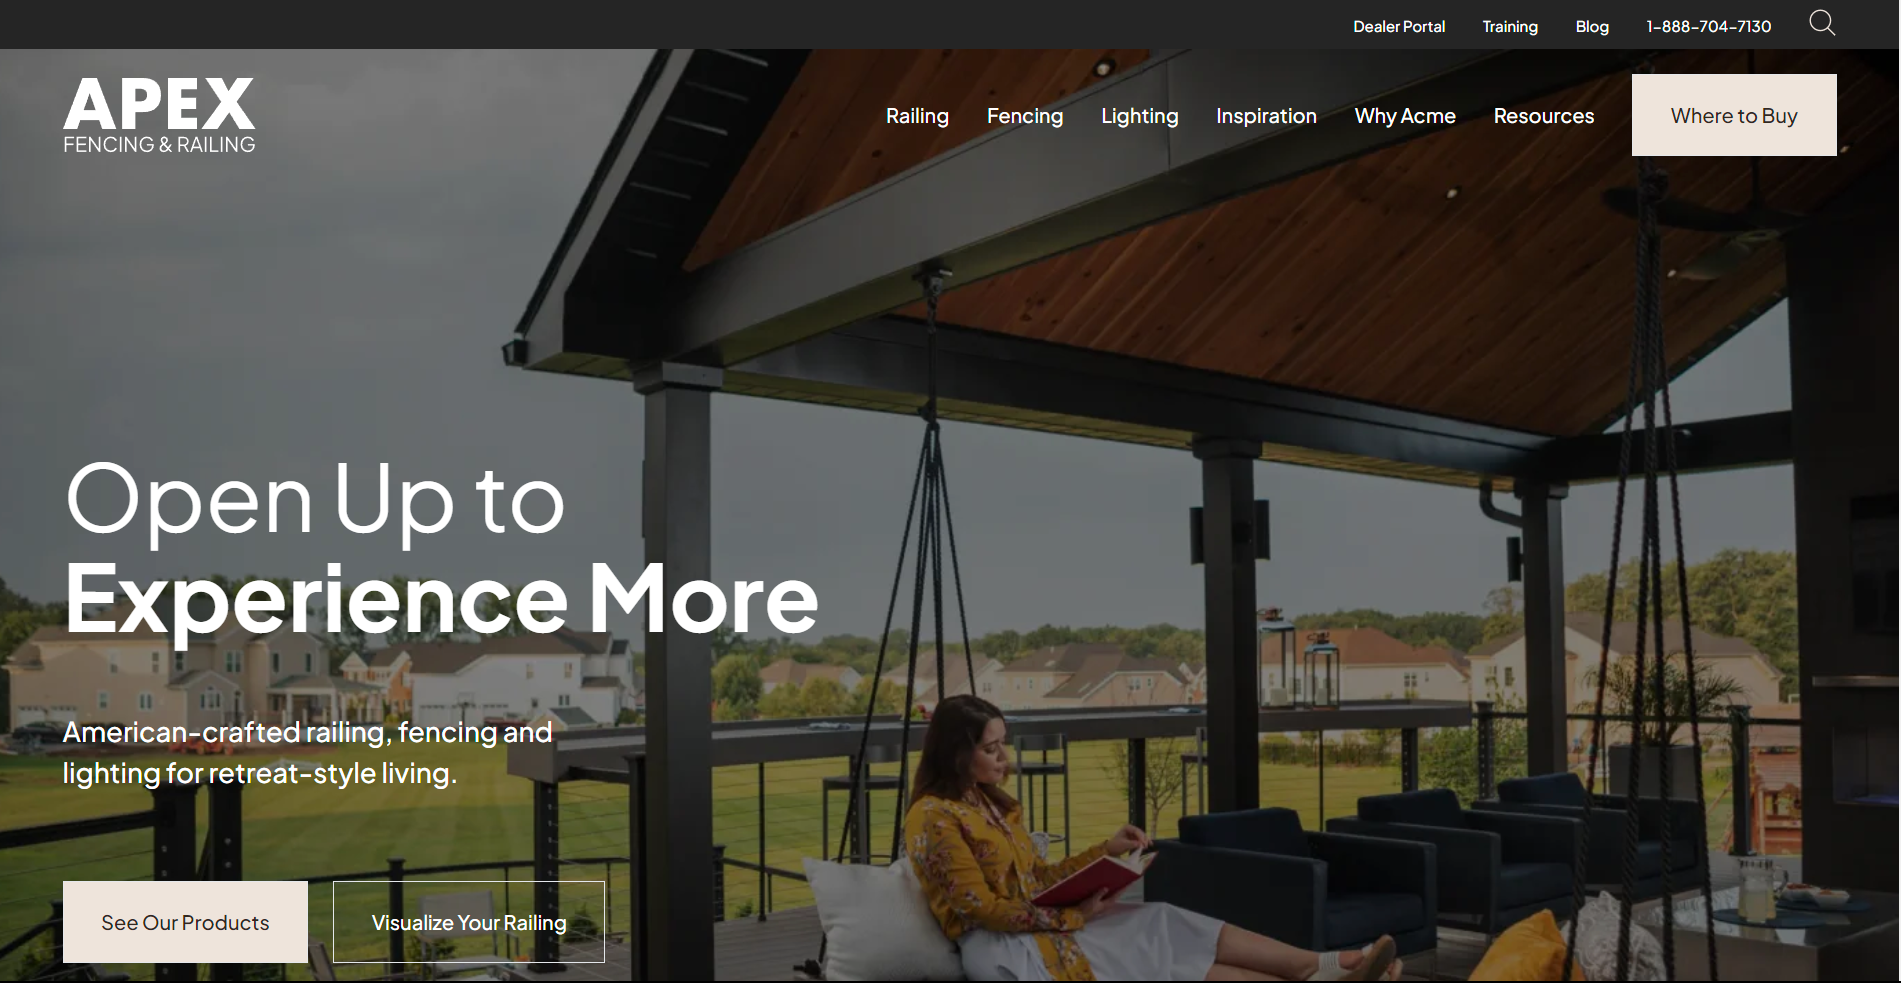 Dealer Portal Training Blog 1-888-704-7130
APEX
FENCING & RAILING
Railing Fencing Lighting Inspiration Why Acme Resources Where to Buy
Open Up to
Experience More
American-crafted railing, fencing and
lighting for retreat-style living.
See Our Products Visualize Your Railing